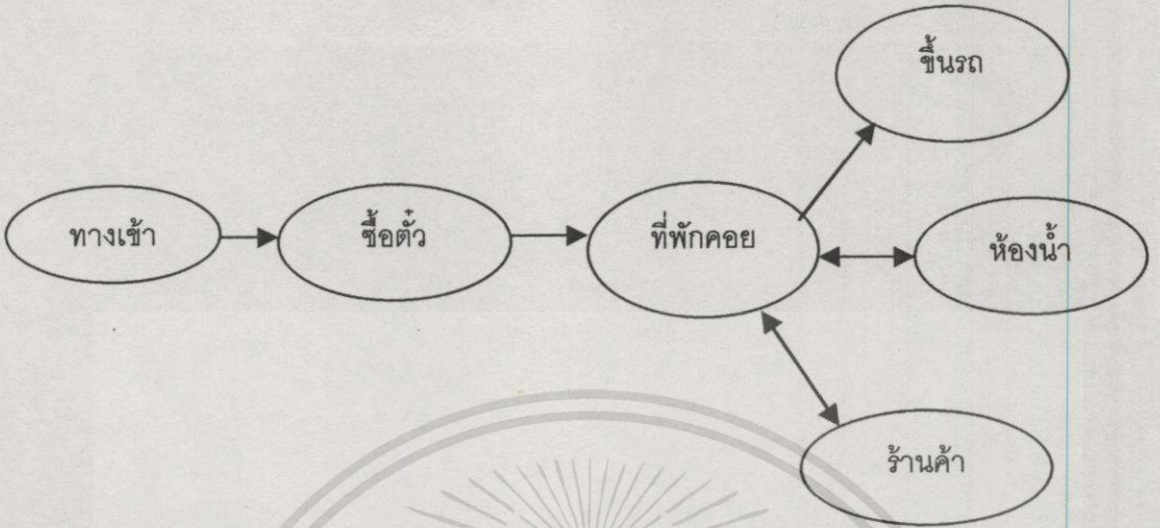 ขึ้นรถ
ทางเข้า
ซื้อตั๋ว
ที่พักคอย
ห้องน้ำ
ร้านค้า